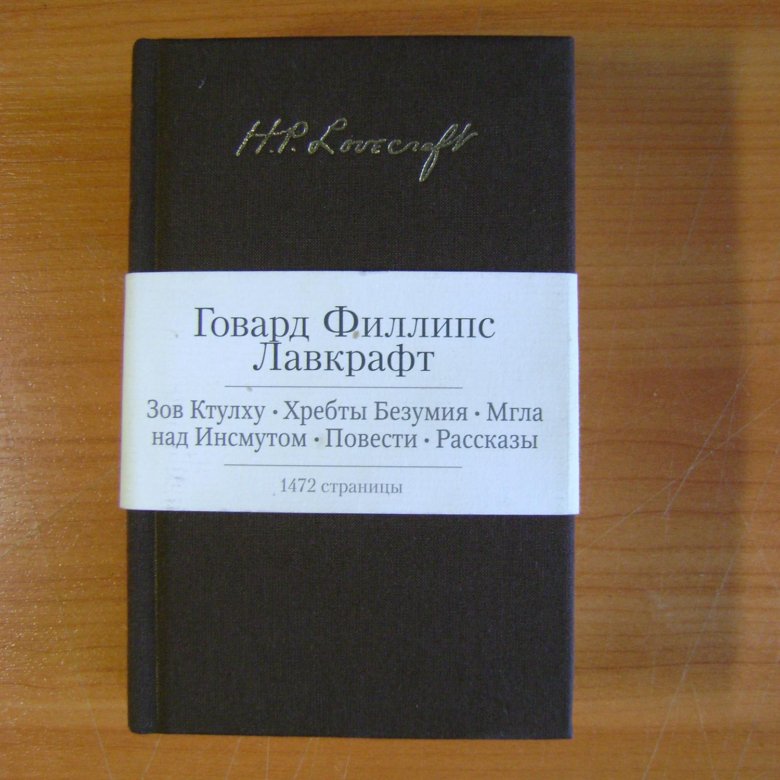 H.P. Lovecraft
Говард Филлипс
Лавкрафт
Зов Ктулху · Хребты Безумия · Мгла
над Инсмутом · Повести · Рассказы
1472 страницы